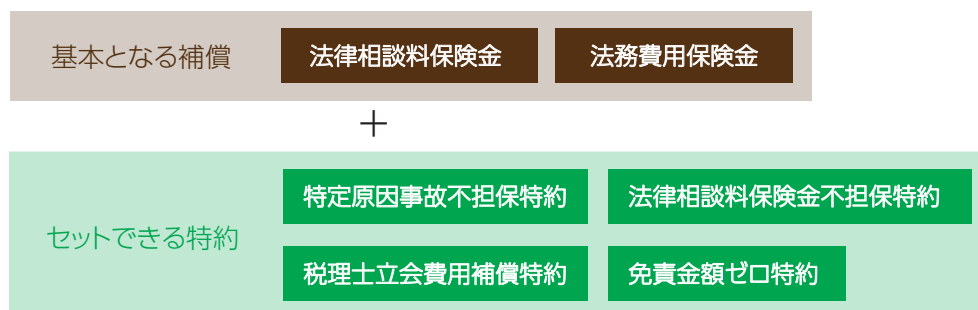 基本となる補償
法律相談料保険金
法務費用保険金
+
セットできる特約
特定原因事故不担保特約
法律相談料保険金不担保特約
税理士立会費用補償特約
免責金額ゼロ特約